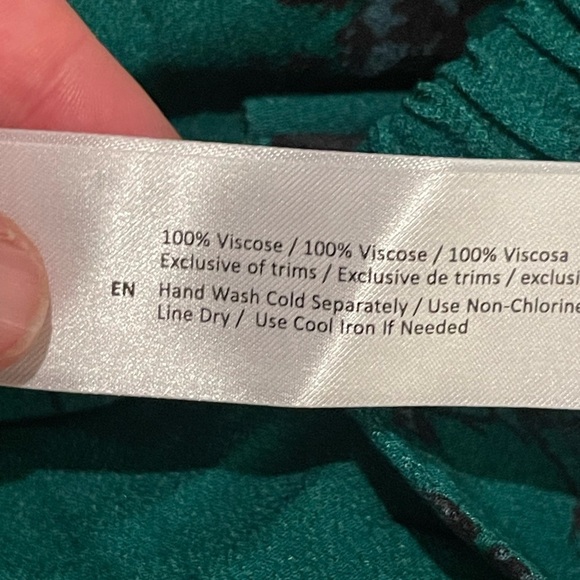 100% Viscose / 100% Viscose / 100% Viscosa
Exclusive of trims / Exclusive de trims / exclusi
EN Hand Wash Cold Separately / Use Non-Chlorine
Line Dry / Use Cool Iron If Needed